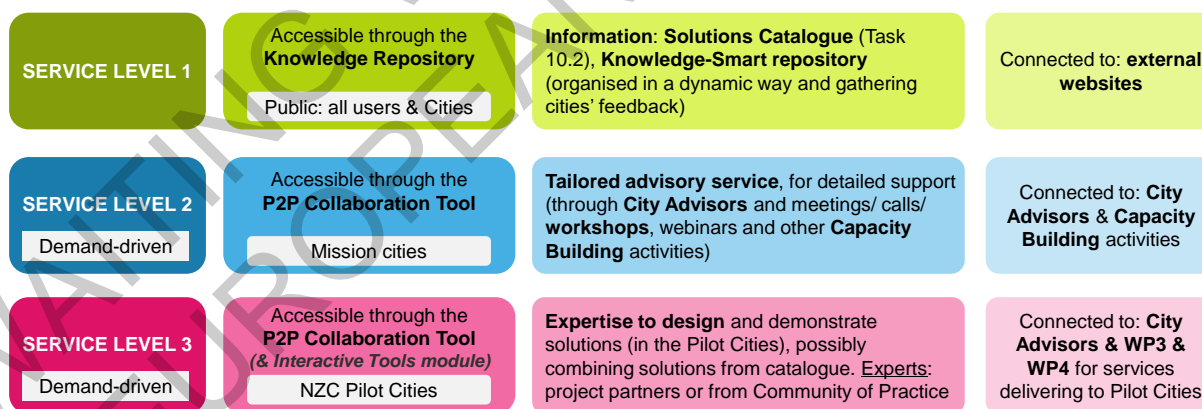 SERVICE LEVEL 1
Accessible through the
Knowledge Repository
Public: all users & Cities
Information: Solutions Catalogue (Task
10.2), Knowledge-Smart repository
(organised in a dynamic way and gathering
cities' feedback)
Connected to: external
websites
SERVICE LEVEL 2
Demand-driven
Accessible through the
P2P Collaboration Tool
Mission cities
Tailored advisory service, for detailed support
(through City Advisors and meetings/ calls/
workshops, webinars and other Capacity
Building activities)
Connected to: City
Advisors & Capacity
Building activities
SERVICE LEVEL 3
Demand-driven
Accessible through the
P2P Collaboration Tool
(& Interactive Tools module)
NZC Pilot Cities
Expertise to design and demonstrate
solutions (in the Pilot Cities), possibly
combining solutions from catalogue. Experts:
project partners or from Community of Practice
Connected to: City
Advisors & WP3 &
WP4 for services
delivering to Pilot Cities